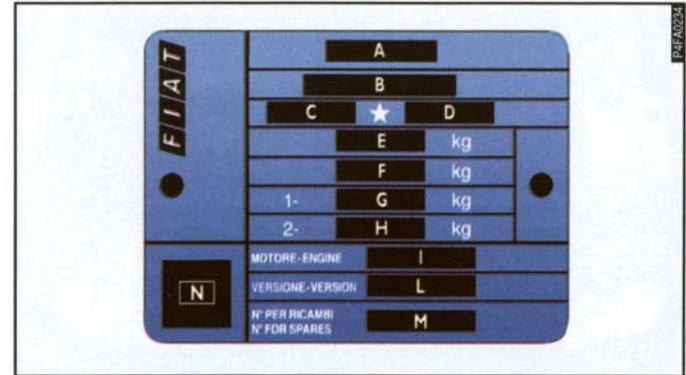 P4FA0234
FIAT
A
B
C ★ D
E kg
F kg
1- G kg
2- H kg
MOTORE-ENGINE I
VERSIONE-VERSION L
N
N° PER RICAMBI
N° FOR SPARES
M